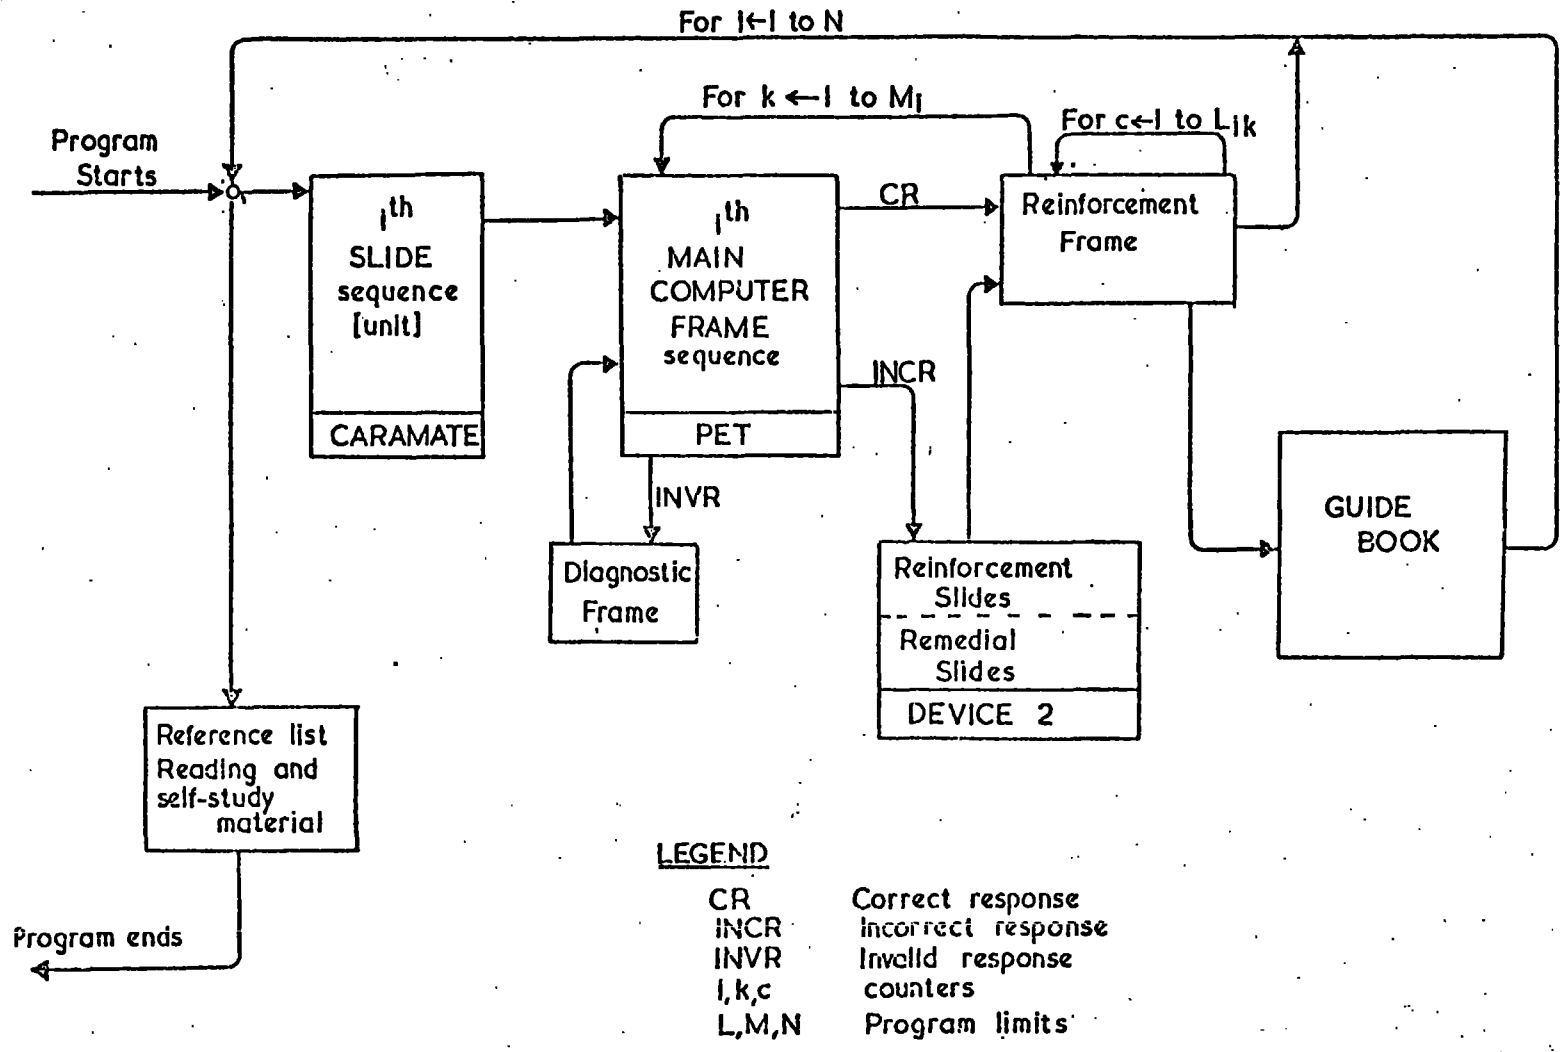 For i←1 to N
For k←1 to Mi
For c←1 to Lik
Program
Starts
ith
SLIDE
sequence
[unit]
CARAMATE
ith
MAIN
COMPUTER
FRAME
sequence
PET
CR
Reinforcement
Frame
INCR
INVR
Diagnostic
Frame
Reinforcement
Slides
Remedial
Slides
DEVICE 2
GUIDE
BOOK
Reference list
Reading and
self-study
material
Program ends
LEGEND
CR Correct response
INCR Incorrect response
INVR Invalid response
i,k,c counters
L,M,N Program limits